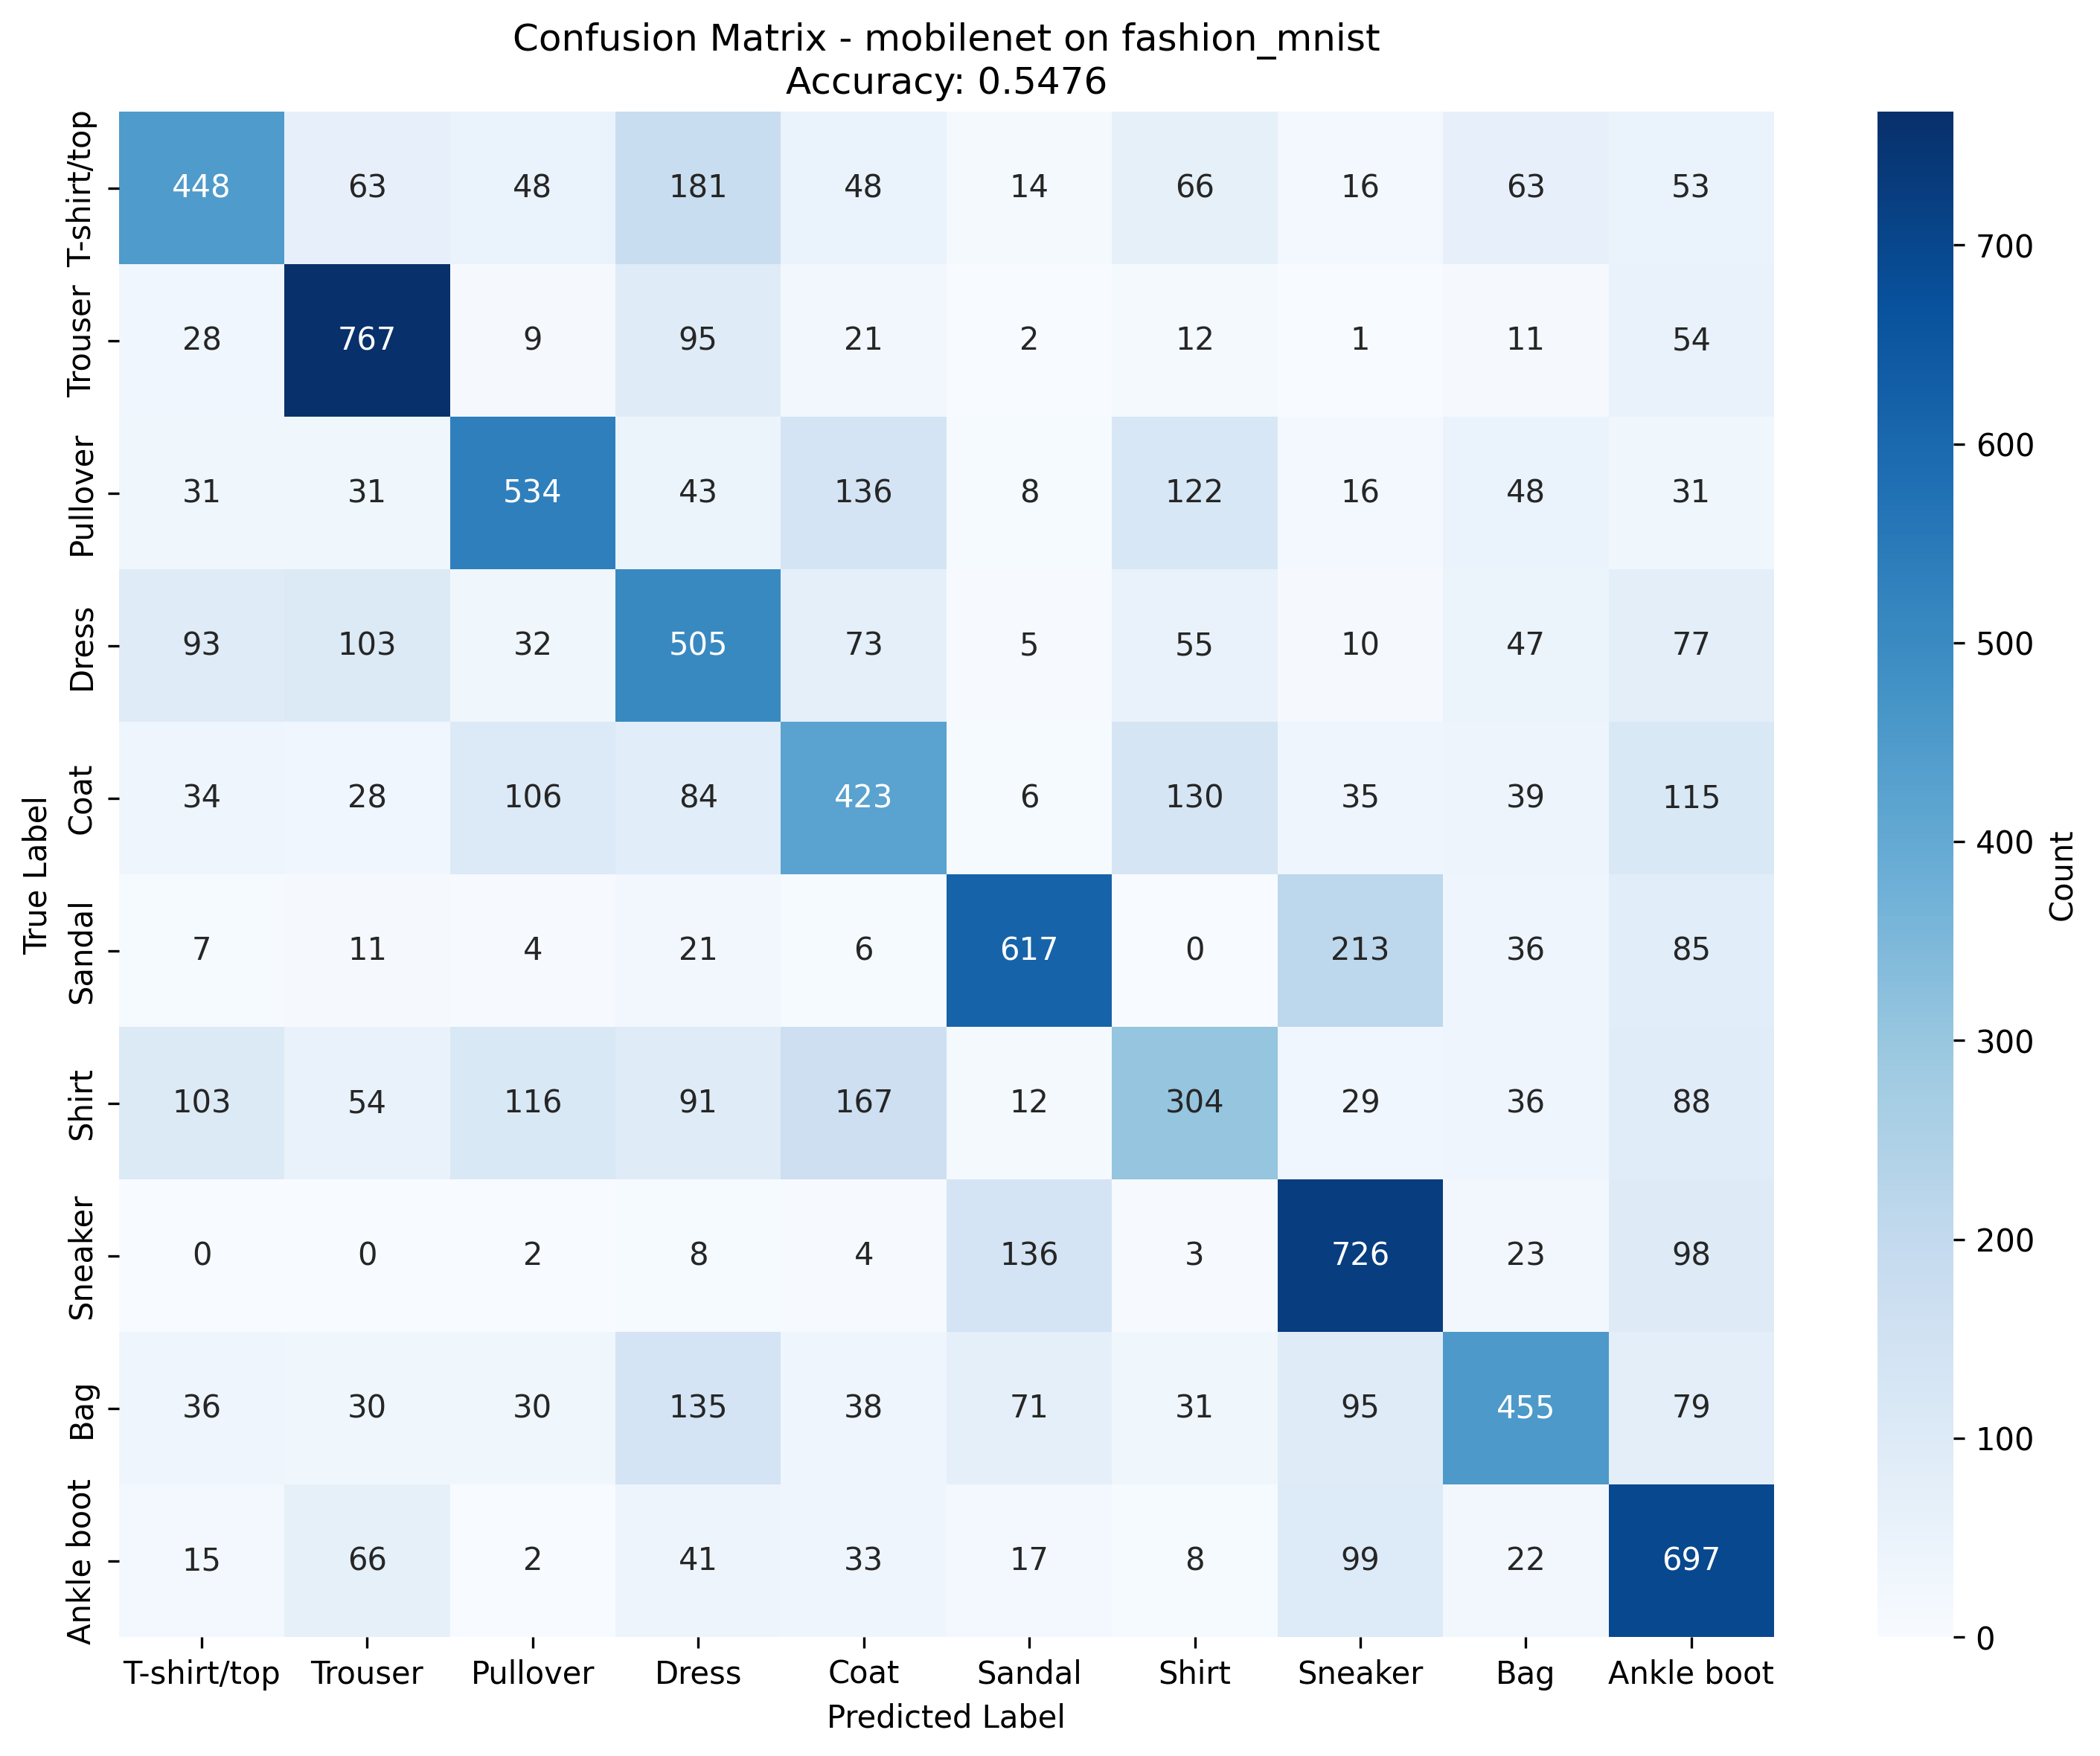 Confusion Matrix - mobilenet on fashion_mnist
Accuracy: 0.5476
True Label
T-shirt/top 448 63 48 181 48 14 66 16 63 53
Trouser 28 767 9 95 21 2 12 1 11 54
Pullover 31 31 534 43 136 8 122 16 48 31
Dress 93 103 32 505 73 5 55 10 47 77
Coat 34 28 106 84 423 6 130 35 39 115
Sandal 7 11 4 21 6 617 0 213 36 85
Shirt 103 54 116 91 167 12 304 29 36 88
Sneaker 0 0 2 8 4 136 3 726 23 98
Bag 36 30 30 135 38 71 31 95 455 79
Ankle boot 15 66 2 41 33 17 8 99 22 697
T-shirt/top Trouser Pullover Dress Coat Sandal Shirt Sneaker Bag Ankle boot
Predicted Label
700
600
500
400
300
200
100
0
Count